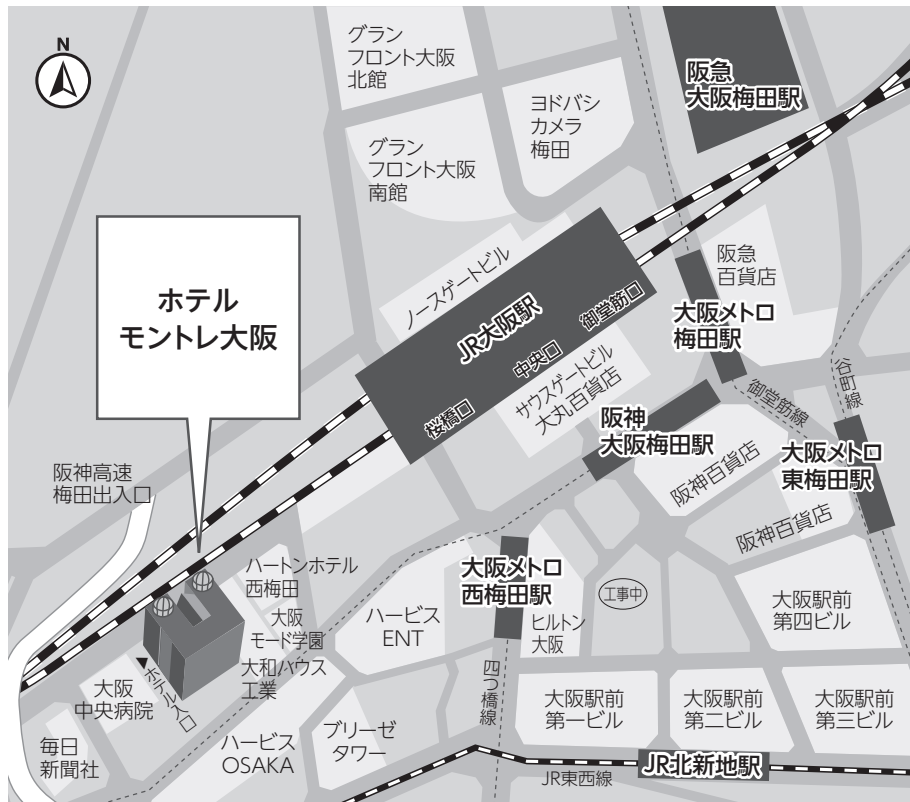 N
グラン
フロント大阪
北館
阪急
大阪梅田駅
ヨドバシ
カメラ
梅田
グラン
フロント大阪
南館
ホテル
モントレ大阪
ノースゲートビル
阪急
百貨店
JR大阪駅
御堂筋口
中央口
桜橋口
大阪メトロ
梅田駅
サウスゲートビル
大丸百貨店
谷町線
御堂筋線
阪神
大阪梅田駅
大阪メトロ
東梅田駅
阪神百貨店
阪神百貨店
阪神高速
梅田出入口
ハートンホテル
西梅田
大阪メトロ
西梅田駅
工事中
大阪
モード学園
ハービス
ENT
ヒルトン
大阪
大阪駅前
第四ビル
大和ハウス
工業
ホテル入口
大阪
中央病院
四つ橋線
大阪駅前
第一ビル
大阪駅前
第二ビル
大阪駅前
第三ビル
毎日
新聞社
ハービス
OSAKA
ブリーゼ
タワー
JR東西線
JR北新地駅